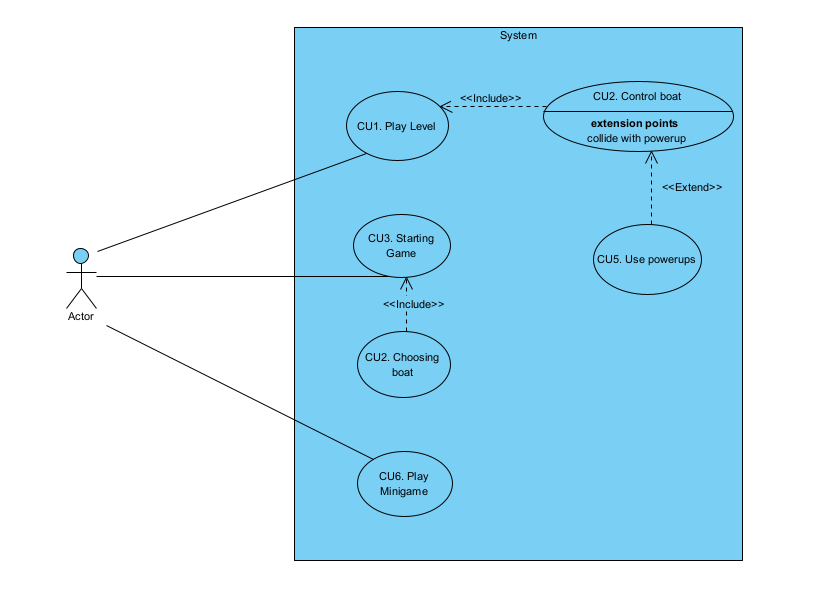 System
<<Include>>
CU2. Control boat
extension points
collide with powerup
CU1. Play Level
<<Extend>>
CU3. Starting
Game
CU5. Use powerups
<<Include>>
Actor
CU2. Choosing
boat
CU6. Play
Minigame